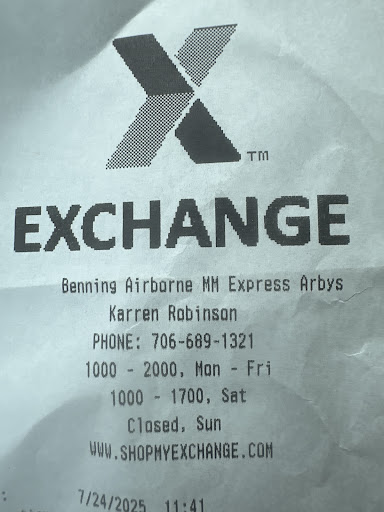 X
TM
EXCHANGE
Benning Airborne MM Express Arbys
Karren Robinson
PHONE: 706-689-1321
1000 - 2000, Mon - Fri
1000 - 1700, Sat
Closed, Sun
WWW.SHOPMYEXCHANGE.COM
7/24/2025 11:41